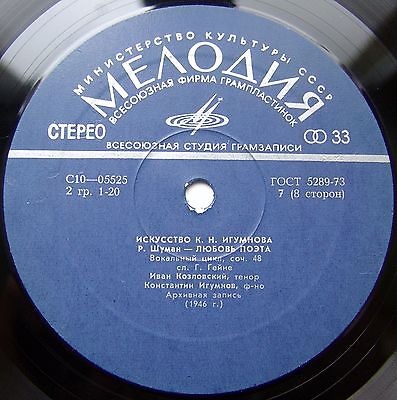 МИНИСТЕРСТВО КУЛЬТУРЫ СССР
МЕЛОДИЯ
ВСЕСОЮЗНАЯ ФИРМА ГРАМПЛАСТИНОК
СТЕРЕО
33
ВСЕСОЮЗНАЯ СТУДИЯ ГРАМЗАПИСИ
С10—05525
ГОСТ 5289-73
2 гр. 1-20
7 (8 сторон)
ИСКУССТВО К. Н. ИГУМНОВА
Р. Шуман — ЛЮБОВЬ ПОЭТА
Вокальный цикл, соч. 48
сл. Г. Гейне
Иван Козловский, тенор
Константин Игумнов, ф-но
Архивная запись
(1946 г.)